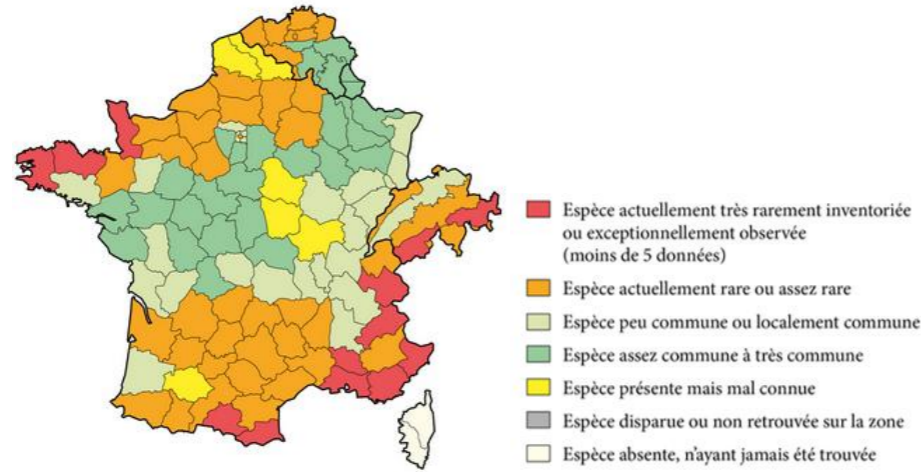 Espèce actuellement très rarement inventoriée
ou exceptionnellement observée
(moins de 5 données)
Espèce actuellement rare ou assez rare
Espèce peu commune ou localement commune
Espèce assez commune à très commune
Espèce présente mais mal connue
Espèce disparue ou non retrouvée sur la zone
Espèce absente, n'ayant jamais été trouvée